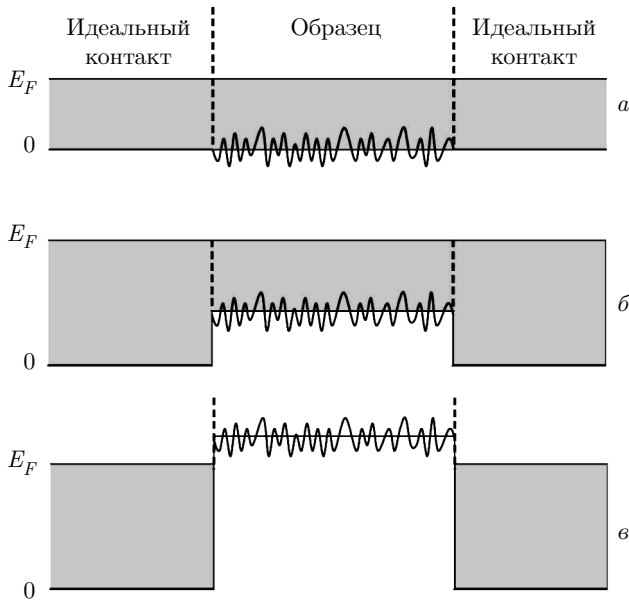 Идеальный контакт
Образец
Идеальный контакт
E_F
а
0
E_F
б
0
E_F
в
0